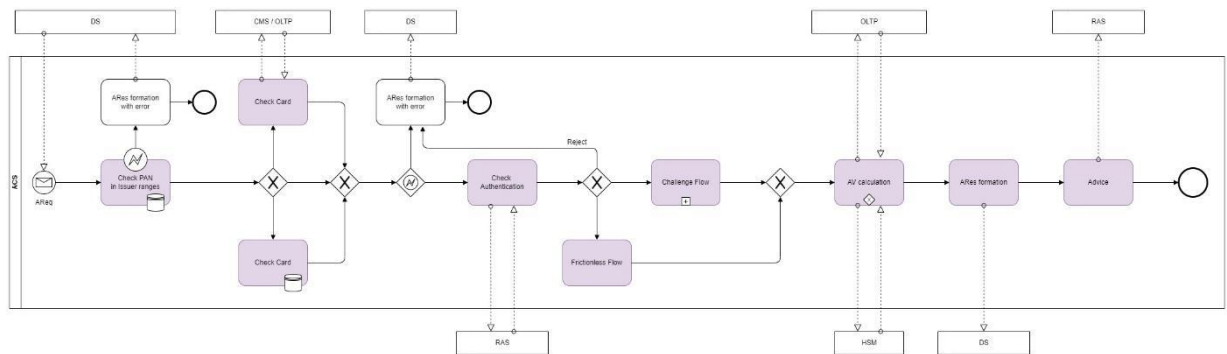 DS
CMS / OLTP
DS
OLTP
RAS
ARes formation
with error
Check Card
ARes formation
with error
Reject
ACS
AReq
Check PAN
in Issuer ranges
Check
Authentication
Challenge Flow
AV calculation
ARes formation
Advice
Check Card
Frictionless Flow
RAS
HSM
DS